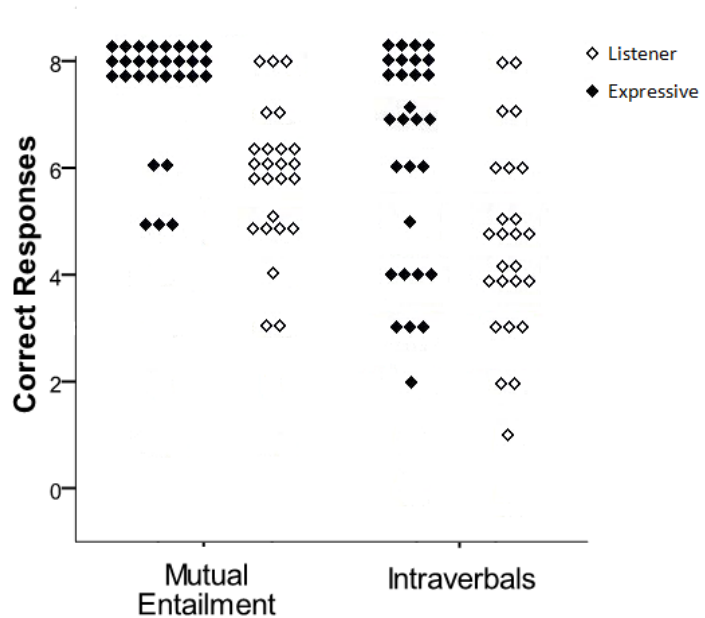 Listener
Expressive
Correct Responses
8
6
4
2
0
Mutual
Entailment
Intraverbals